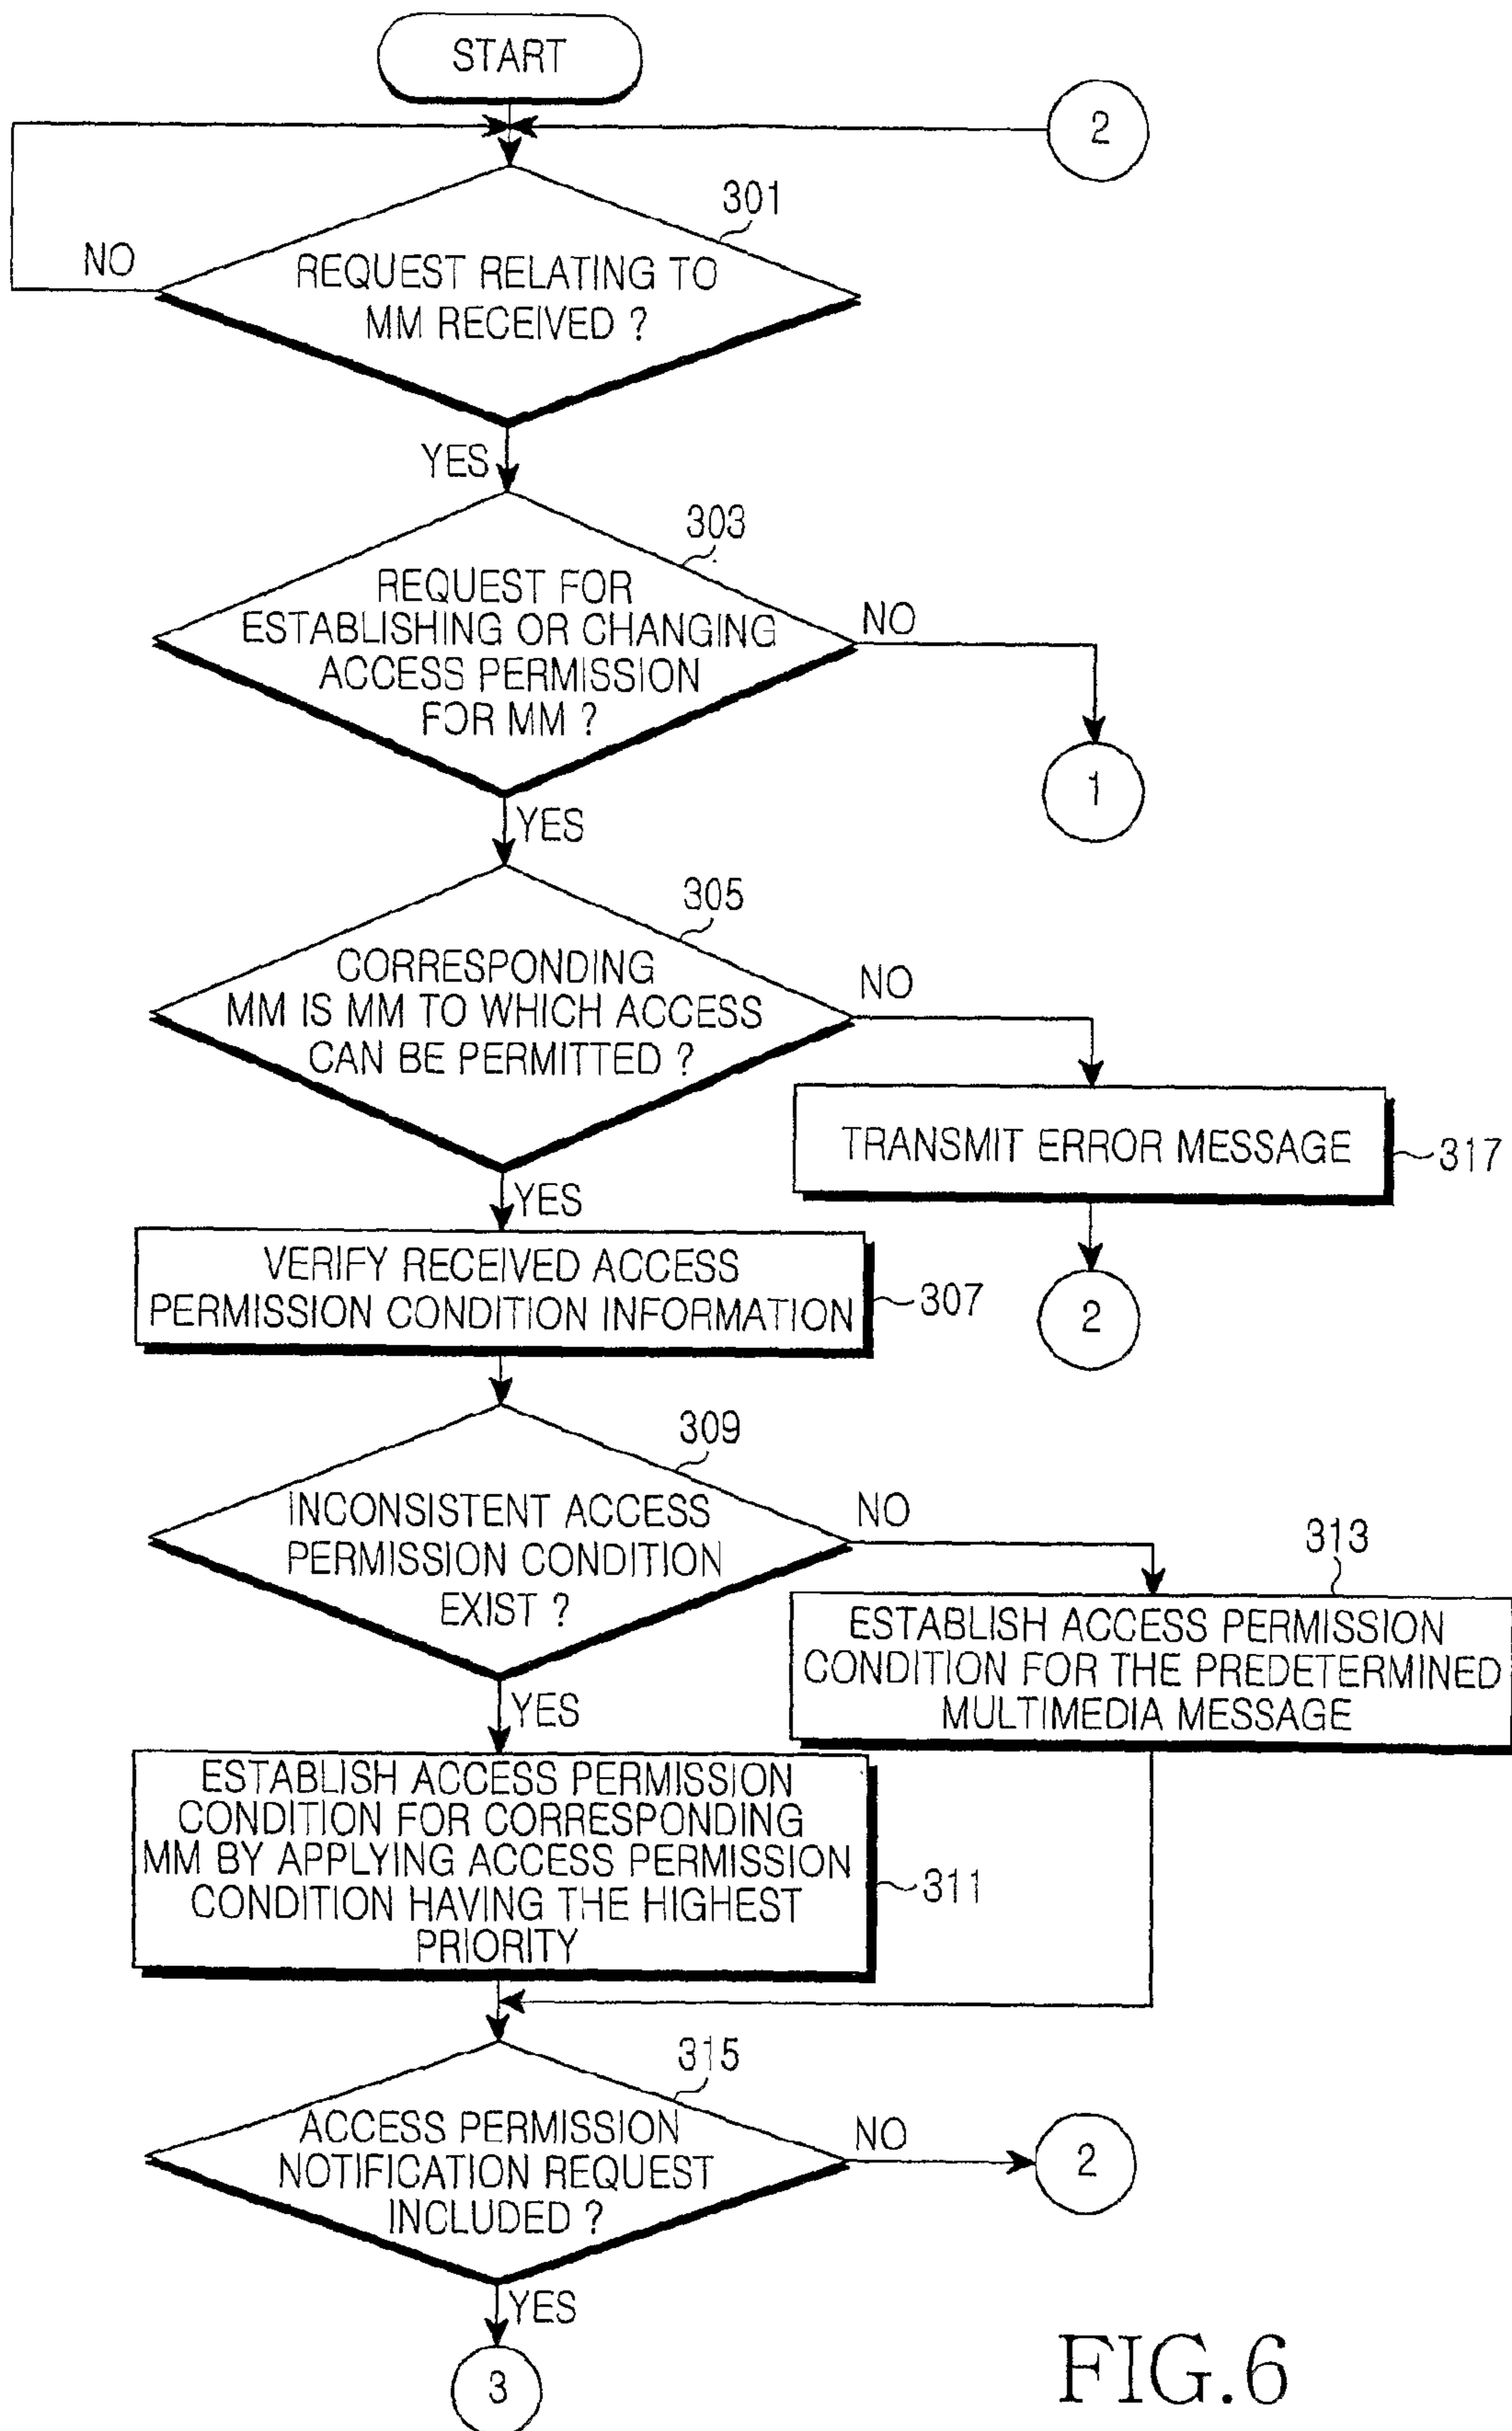 START
2
301
NO
REQUEST RELATING TO
MM RECEIVED ?
YES
303
REQUEST FOR
ESTABLISHING OR CHANGING
ACCESS PERMISSION
FOR MM ?
NO
1
YES
305
CORRESPONDING
MM IS MM TO WHICH ACCESS
CAN BE PERMITTED ?
NO
TRANSMIT ERROR MESSAGE
317
2
YES
VERIFY RECEIVED ACCESS
PERMISSION CONDITION INFORMATION
307
309
INCONSISTENT ACCESS
PERMISSION CONDITION
EXIST ?
NO
313
ESTABLISH ACCESS PERMISSION
CONDITION FOR THE PREDETERMINED
MULTIMEDIA MESSAGE
YES
ESTABLISH ACCESS PERMISSION
CONDITION FOR CORRESPONDING
MM BY APPLYING ACCESS PERMISSION
CONDITION HAVING THE HIGHEST
PRIORITY
311
315
ACCESS PERMISSION
NOTIFICATION REQUEST
INCLUDED ?
NO
2
YES
3
FIG.6